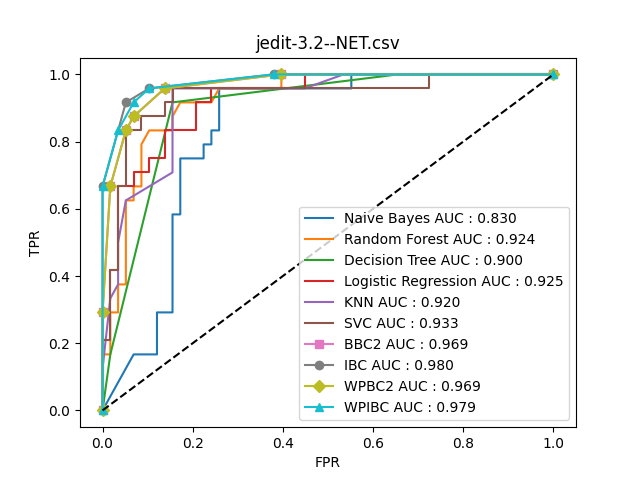 jedit-3.2--NET.csv
1.0
0.8
0.6
0.4
0.2
0.0
TPR
Naive Bayes AUC : 0.830
Random Forest AUC : 0.924
Decision Tree AUC : 0.900
Logistic Regression AUC : 0.925
KNN AUC : 0.920
SVC AUC : 0.933
BBC2 AUC : 0.969
IBC AUC : 0.980
WPBC2 AUC : 0.969
WPIBC AUC : 0.979
0.0 0.2 0.4 0.6 0.8 1.0
FPR